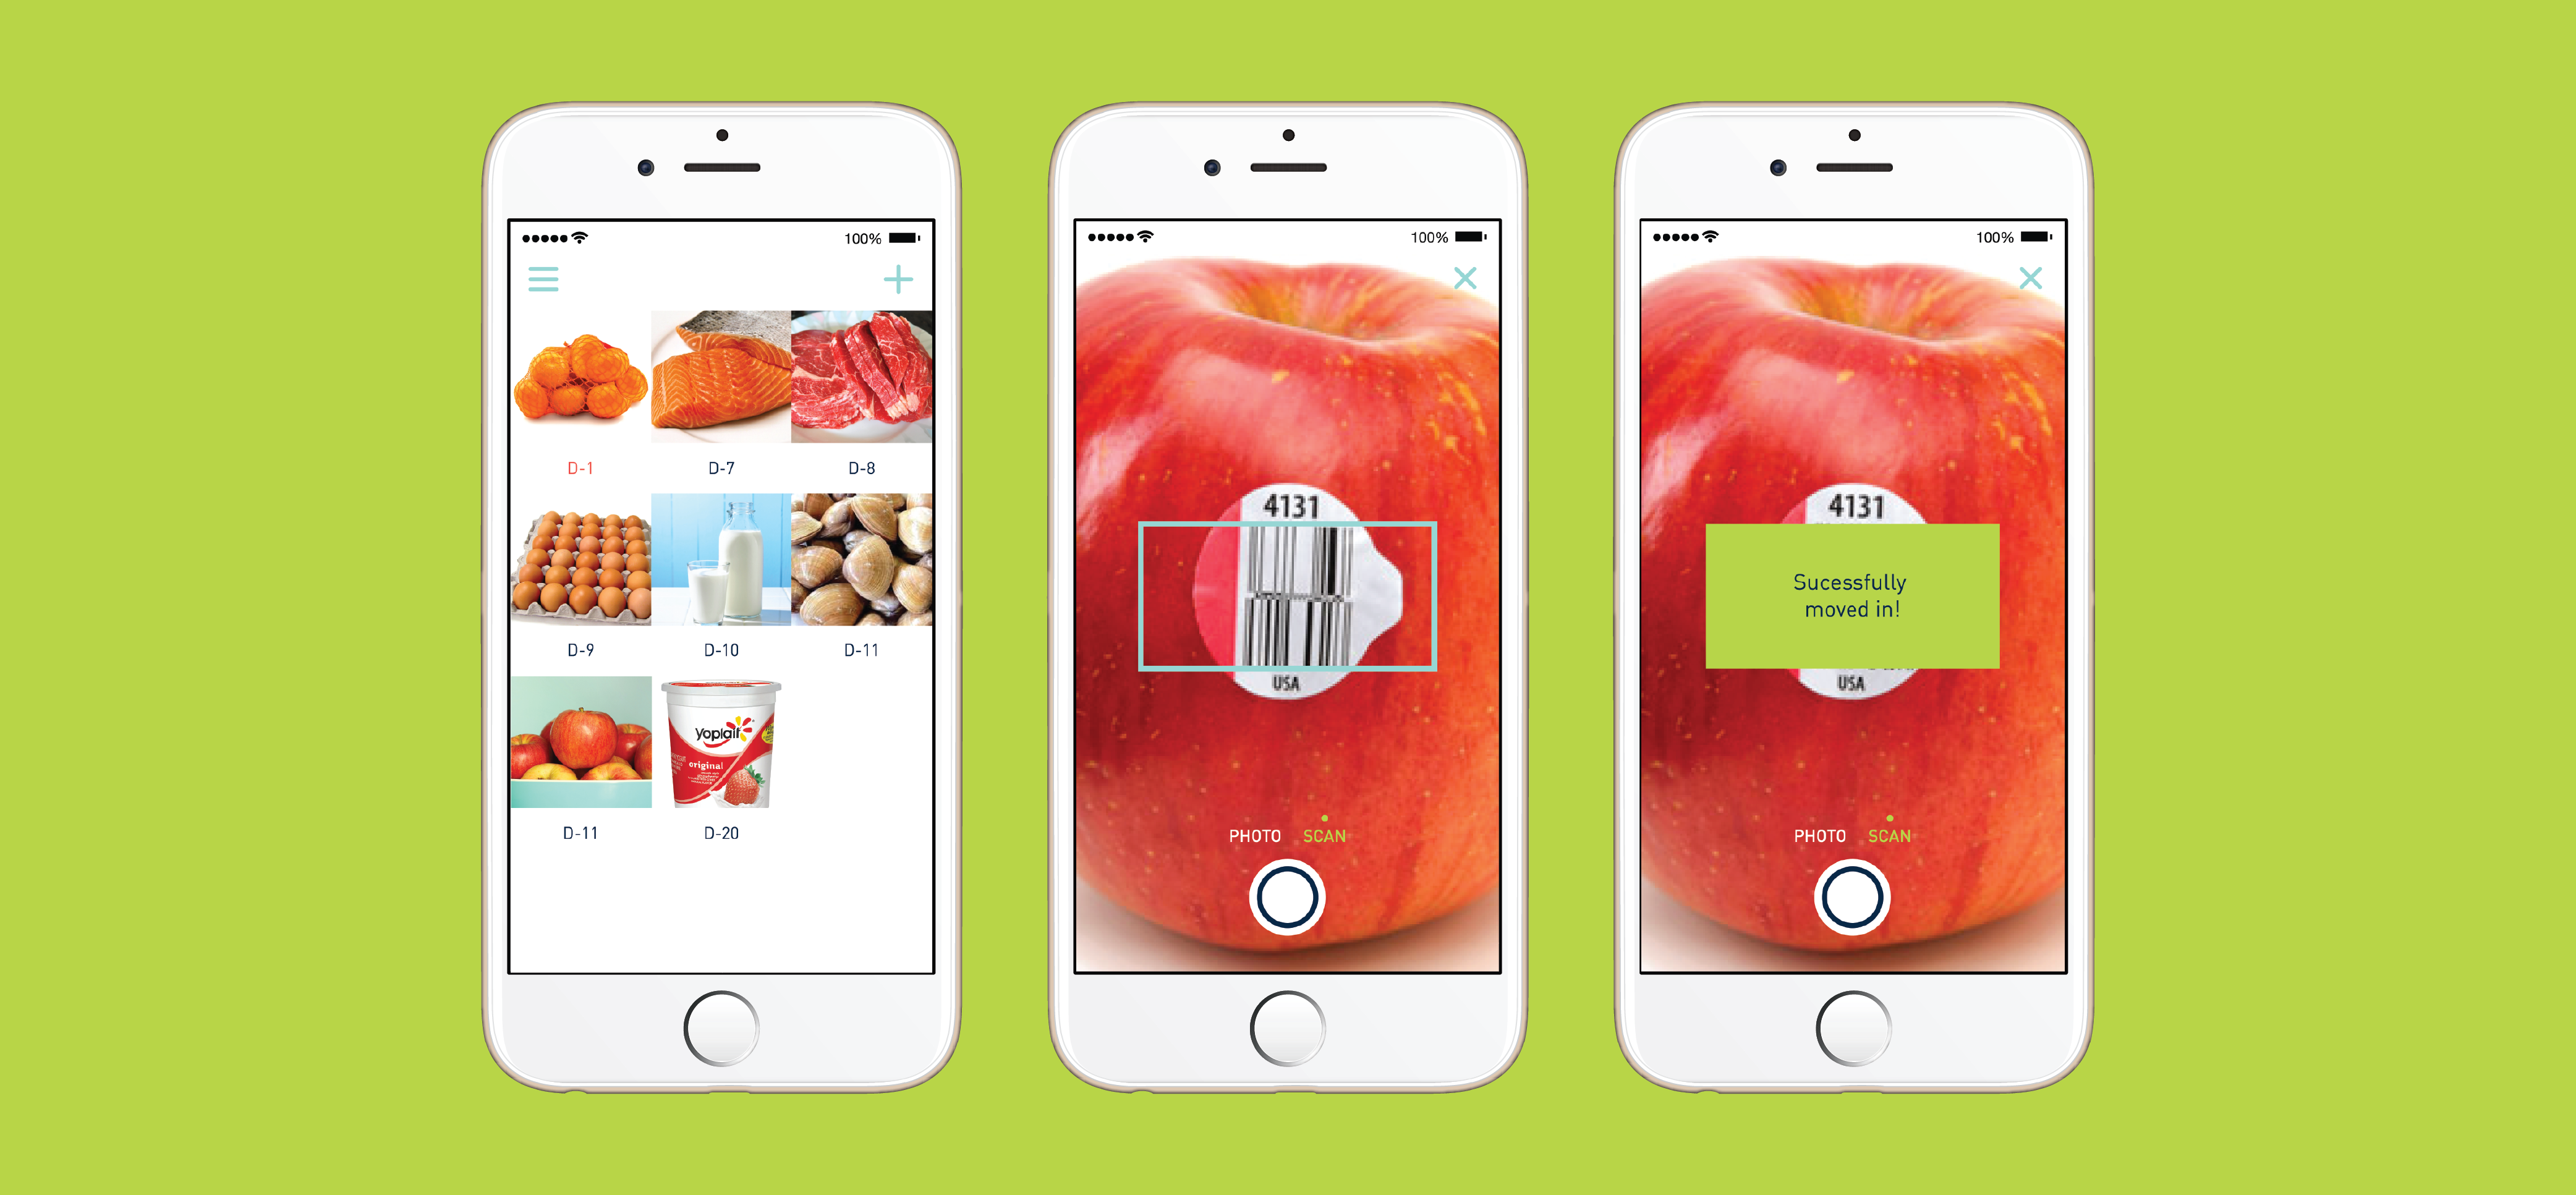 100%
D-1
D-7
D-8
D-9
D-10
D-11
Yoplait
original
D-11
D-20
100%
4131
USA
PHOTO SCAN
100%
4131
Sucessfully
moved in!
USA
PHOTO SCAN